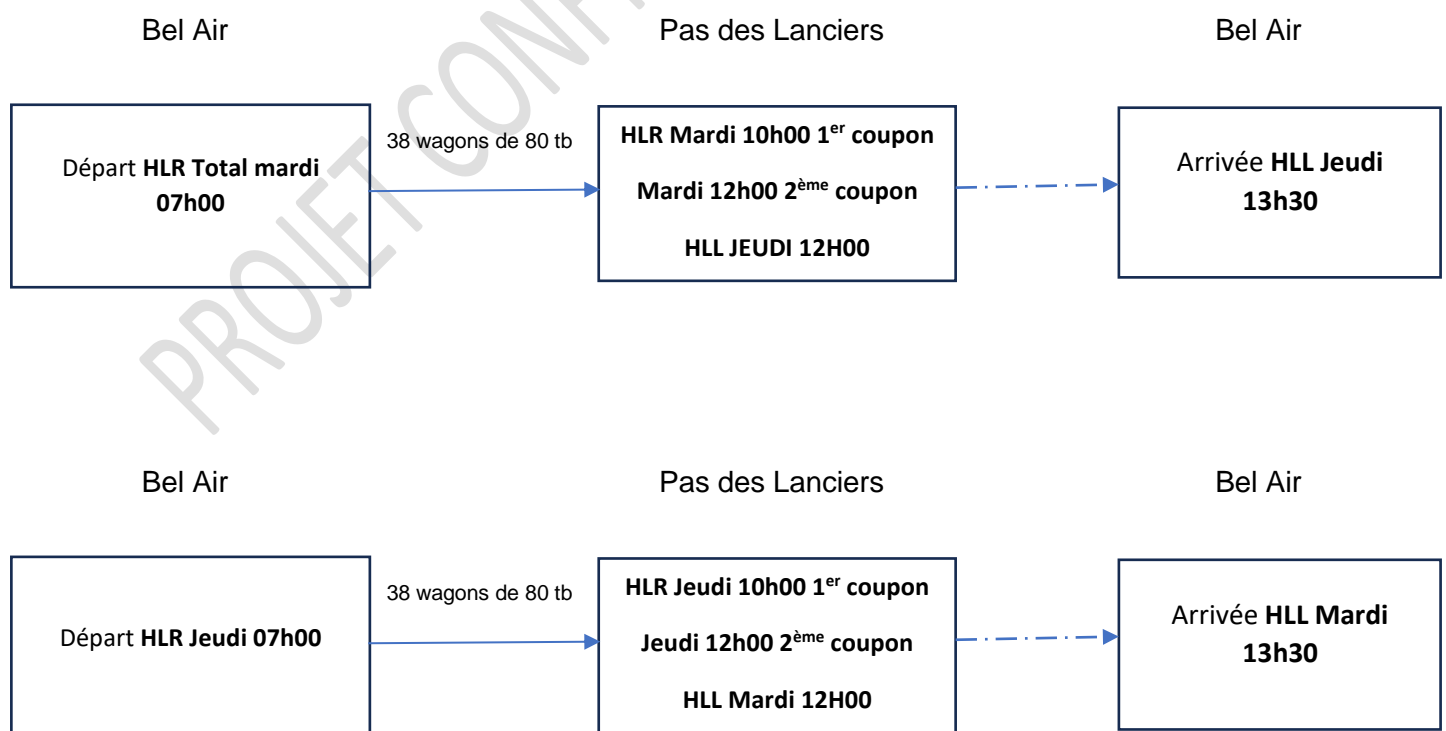 Bel Air Pas des Lanciers Bel Air
Départ HLR Total mardi
07h00
38 wagons de 80 tb
HLR Mardi 10h00 1er coupon
Mardi 12h00 2ème coupon
HLL JEUDI 12H00
Arrivée HLL Jeudi
13h30
PROJET
Bel Air Pas des Lanciers Bel Air
Départ HLR Jeudi 07h00
38 wagons de 80 tb
HLR Jeudi 10h00 1er coupon
Jeudi 12h00 2ème coupon
HLL Mardi 12H00
Arrivée HLL Mardi
13h30